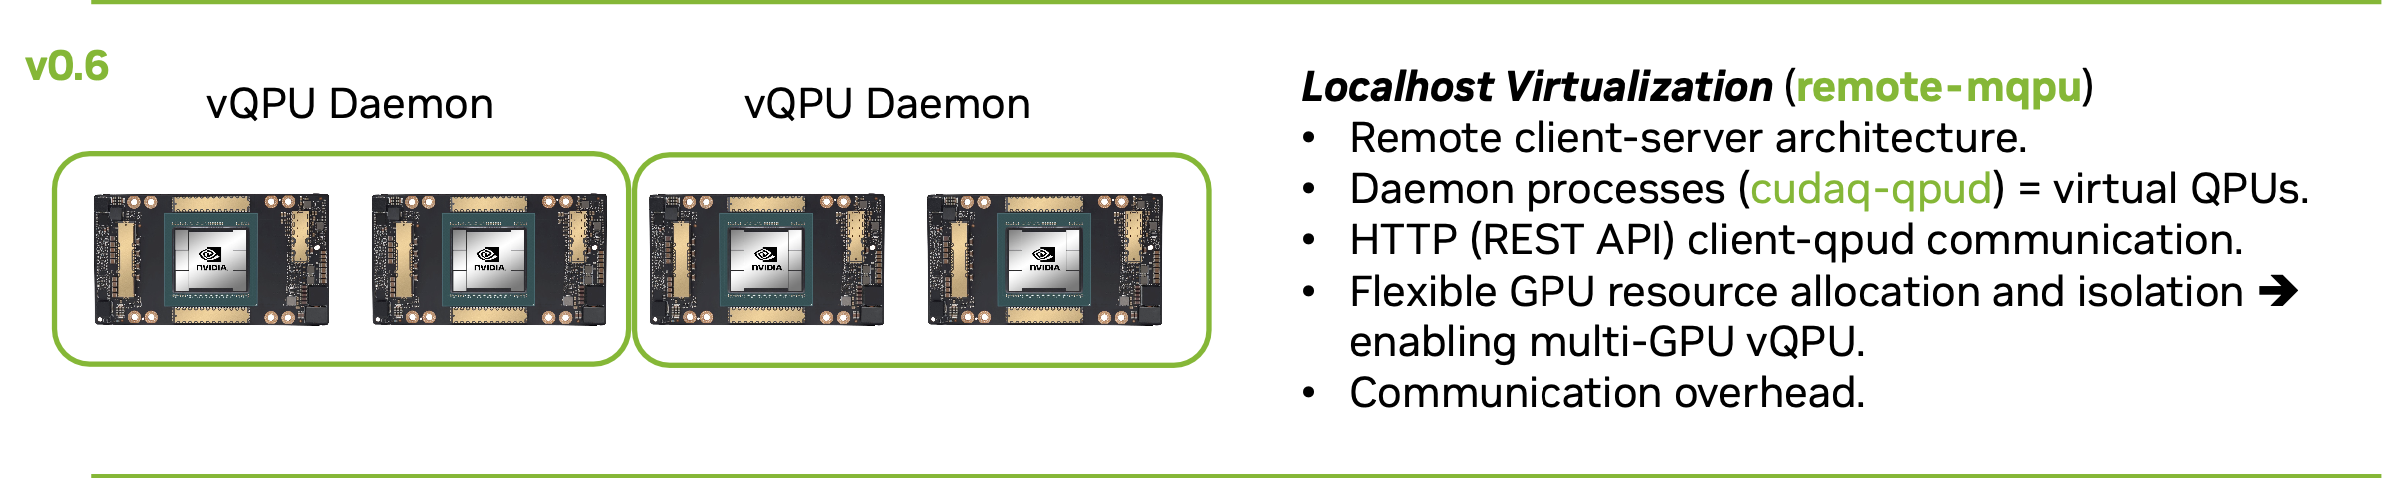 v0.6
vQPU Daemon
vQPU Daemon
NVIDIA
NVIDIA
NVIDIA
NVIDIA
Localhost Virtualization (remote-mqpu)
• Remote client-server architecture.
• Daemon processes (cudaq-qpud) = virtual QPUs.
• HTTP (REST API) client-qpud communication.
• Flexible GPU resource allocation and isolation ➔
enabling multi-GPU vQPU.
• Communication overhead.